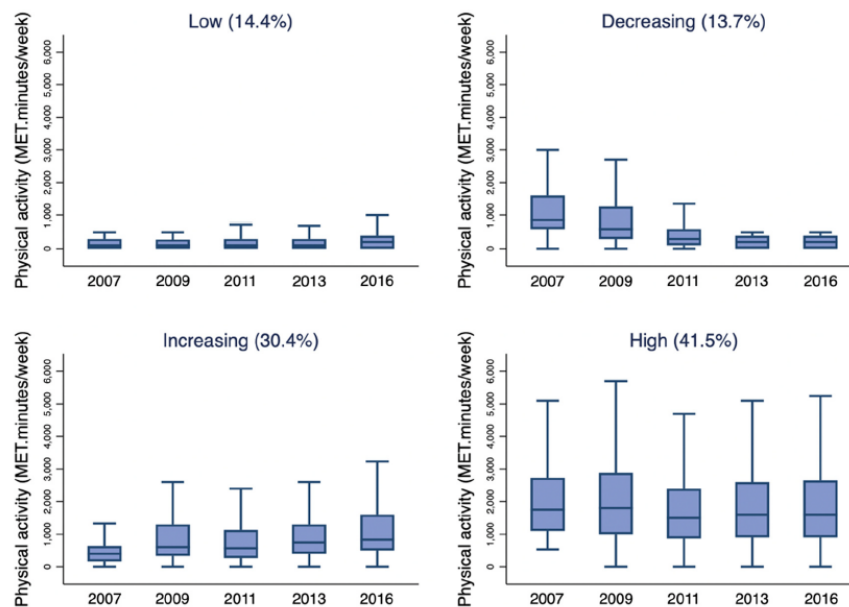 Low (14.4%)
Physical activity (MET.minutes/week)
6,000
5,000
4,000
3,000
2,000
1,000
0
2007 2009 2011 2013 2016
Decreasing (13.7%)
Physical activity (MET.minutes/week)
6,000
5,000
4,000
3,000
2,000
1,000
0
2007 2009 2011 2013 2016
Increasing (30.4%)
Physical activity (MET.minutes/week)
6,000
5,000
4,000
3,000
2,000
1,000
0
2007 2009 2011 2013 2016
High (41.5%)
Physical activity (MET.minutes/week)
6,000
5,000
4,000
3,000
2,000
1,000
0
2007 2009 2011 2013 2016